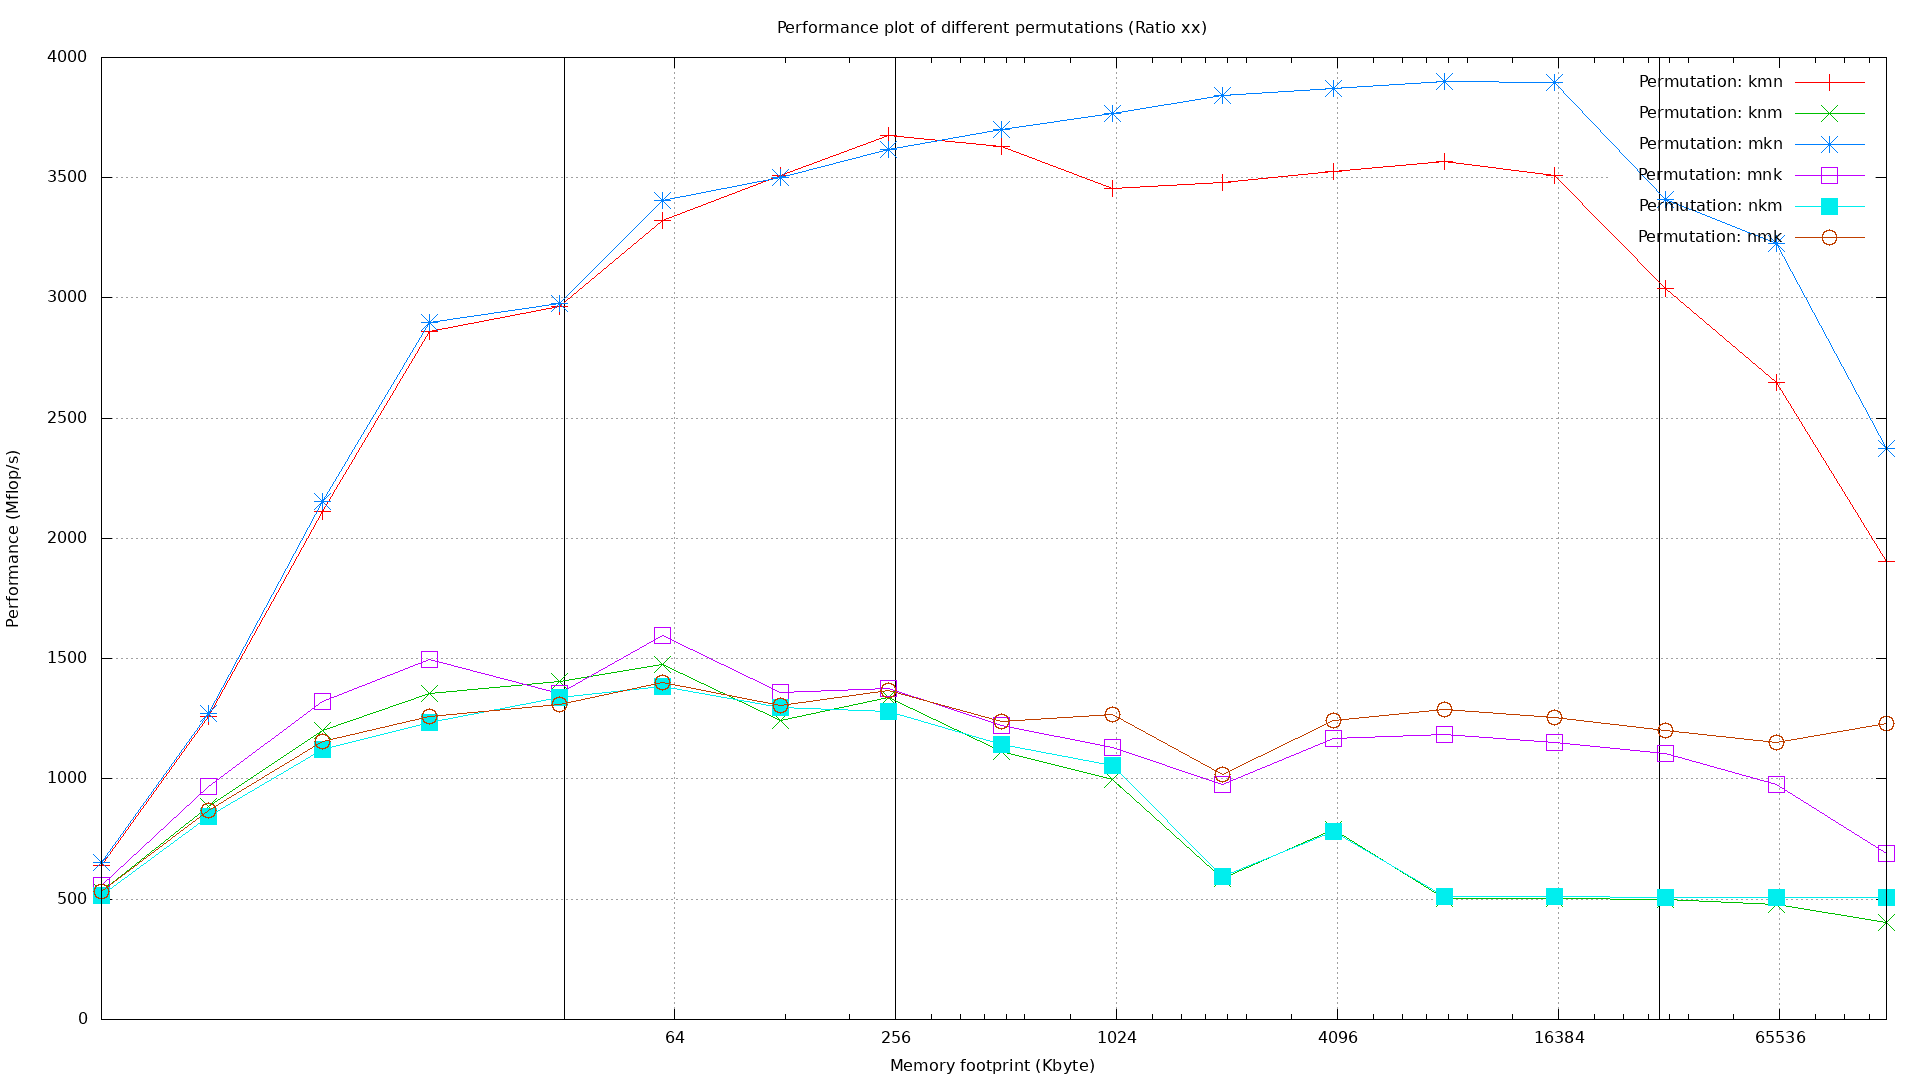 Performance plot of different permutations (Ratio xx)
4000
3500
3000
2500
2000
1500
1000
500
0
Performance (Mflop/s)
Permutation: kmn
Permutation: knm
Permutation: mkn
Permutation: mnk
Permutation: nkm
Permutation: nmk
64
256
1024
4096
16384
65536
Memory footprint (Kbyte)